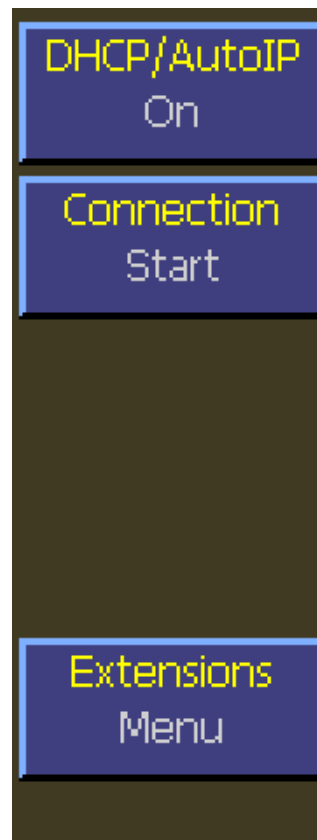 DHCP/AutoIP
On
Connection
Start
Extensions
Menu